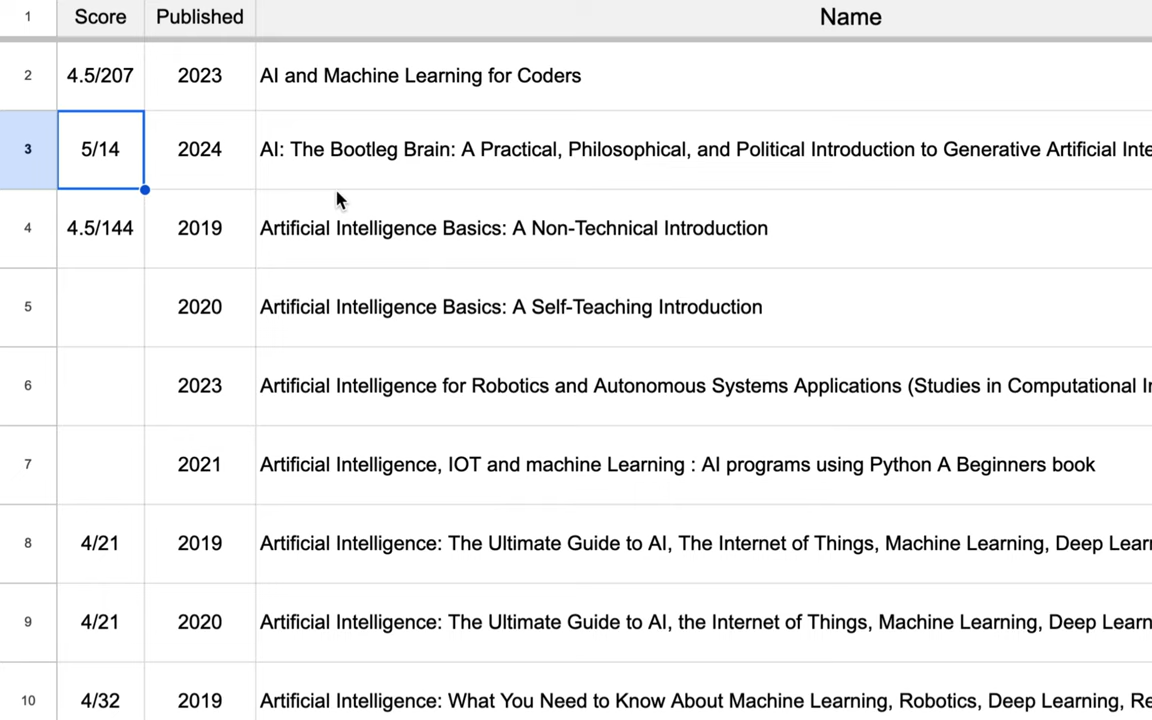 1 Score Published Name
2 4.5/207 2023 AI and Machine Learning for Coders
3 5/14 2024 AI: The Bootleg Brain: A Practical, Philosophical, and Political Introduction to Generative Artificial Inte
4 4.5/144 2019 Artificial Intelligence Basics: A Non-Technical Introduction
5 2020 Artificial Intelligence Basics: A Self-Teaching Introduction
6 2023 Artificial Intelligence for Robotics and Autonomous Systems Applications (Studies in Computational
7 2021 Artificial Intelligence, IOT and machine Learning : AI programs using Python A Beginners book
8 4/21 2019 Artificial Intelligence: The Ultimate Guide to AI, The Internet of Things, Machine Learning, Deep Lear
9 4/21 2020 Artificial Intelligence: The Ultimate Guide to AI, the Internet of Things, Machine Learning, Deep Learn
10 4/32 2019 Artificial Intelligence: What You Need to Know About Machine Learning, Robotics, Deep Learning, Re